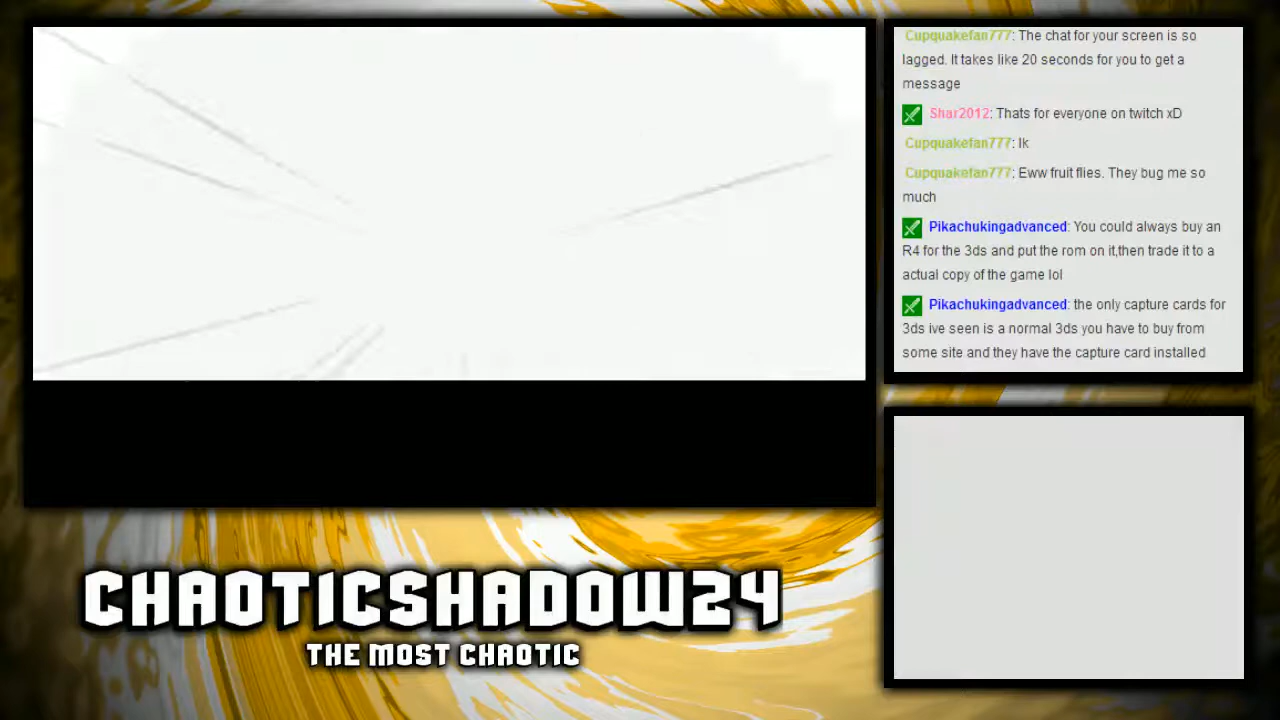 Cupquakefan777: The chat for your screen is so
lagged. It takes like 20 seconds for you to get a
message
Shar2012: Thats for everyone on twitch xD
Cupquakefan777: Ik
Cupquakefan777: Eww fruit flies. They bug me so
much
Pikachukingadvanced: You could always buy an
R4 for the 3ds and put the rom on it,then trade it to a
actual copy of the game lol
Pikachukingadvanced: the only capture cards for
3ds ive seen is a normal 3ds you have to buy from
some site and they have the capture card installed
CHAOTICSHADOW24
THE MOST CHAOTIC